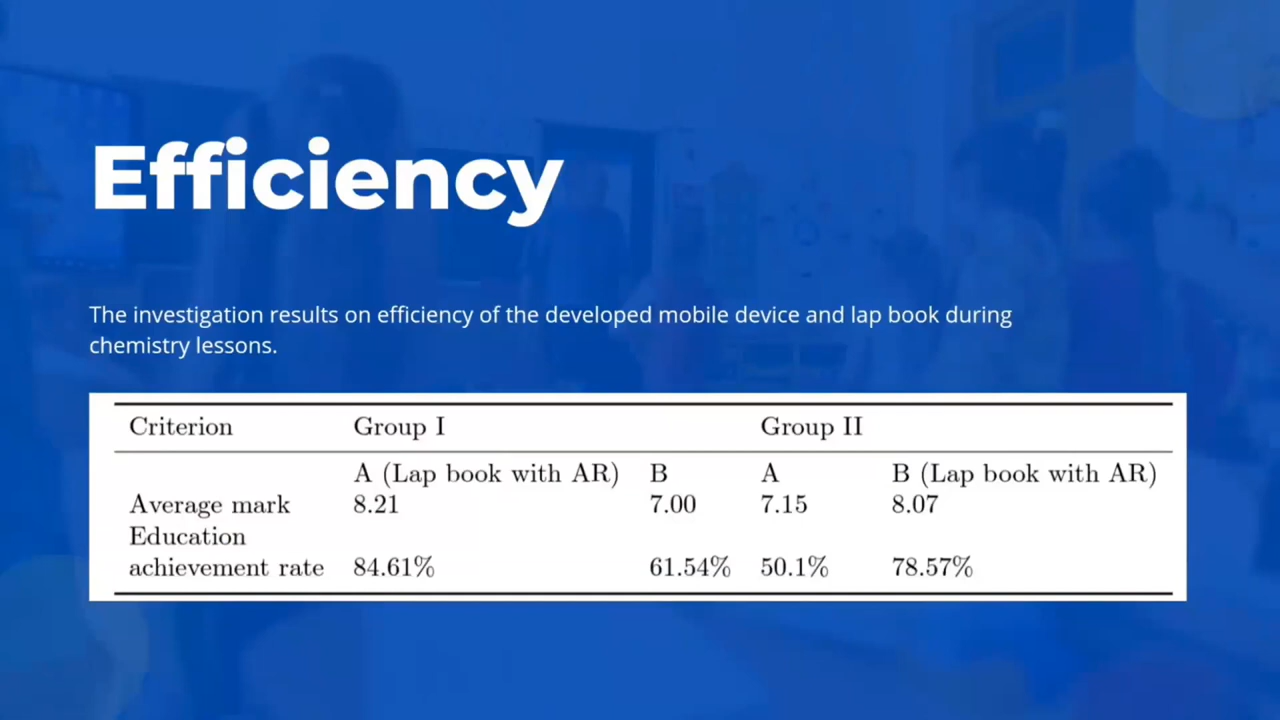 Efficiency
The investigation results on efficiency of the developed mobile device and lap book during
chemistry lessons.
Criterion Group I Group II
A (Lap book with AR) B A B (Lap book with AR)
Average mark 8.21 7.00 7.15 8.07
Education
achievement rate 84.61% 61.54% 50.1% 78.57%